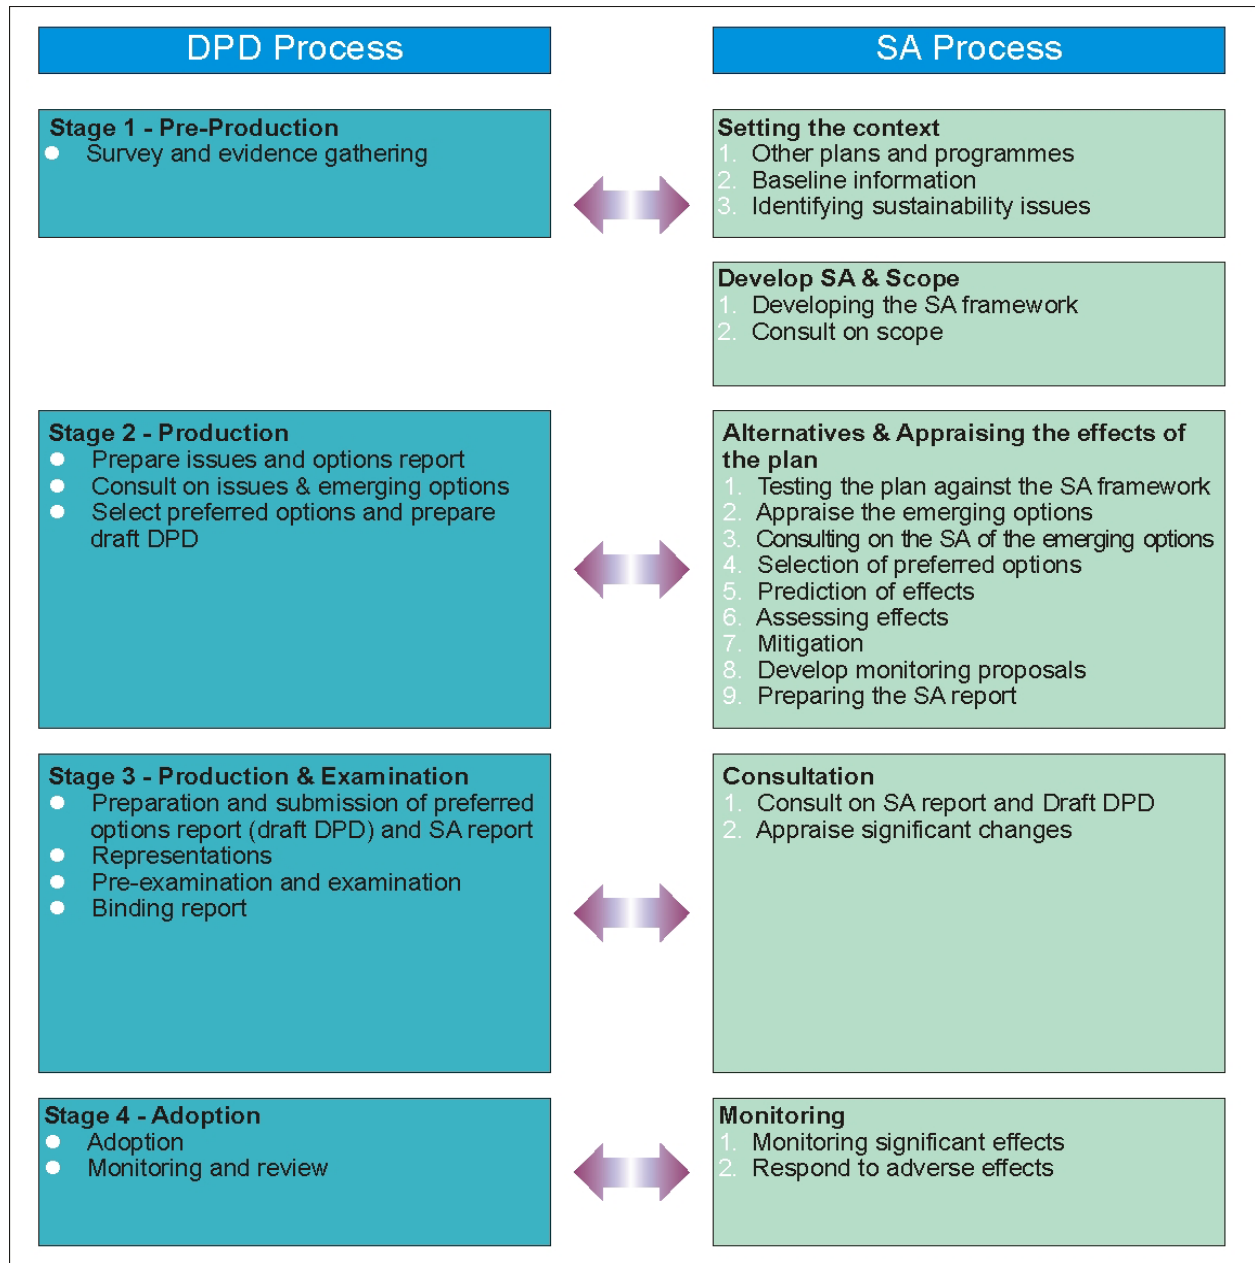 DPD Process
SA Process
Stage 1 - Pre-Production
Survey and evidence gathering
Setting the context
1. Other plans and programmes
2. Baseline information
3. Identifying sustainability issues
Develop SA & Scope
1. Developing the SA framework
2. Consult on scope
Stage 2 - Production
Prepare issues and options report
Consult on issues & emerging options
Select preferred options and prepare
draft DPD
Alternatives & Appraising the effects of
the plan
1. Testing the plan against the SA framework
2. Appraise the emerging options
3. Consulting on the SA of the emerging options
4. Selection of preferred options
5. Prediction of effects
6. Assessing effects
7. Mitigation
8. Develop monitoring proposals
9. Preparing the SA report
Stage 3 - Production & Examination
Preparation and submission of preferred
options report (draft DPD) and SA report
Representations
Pre-examination and examination
Binding report
Consultation
1. Consult on SA report and Draft DPD
2. Appraise significant changes
Stage 4 - Adoption
Adoption
Monitoring and review
Monitoring
1. Monitoring significant effects
2. Respond to adverse effects